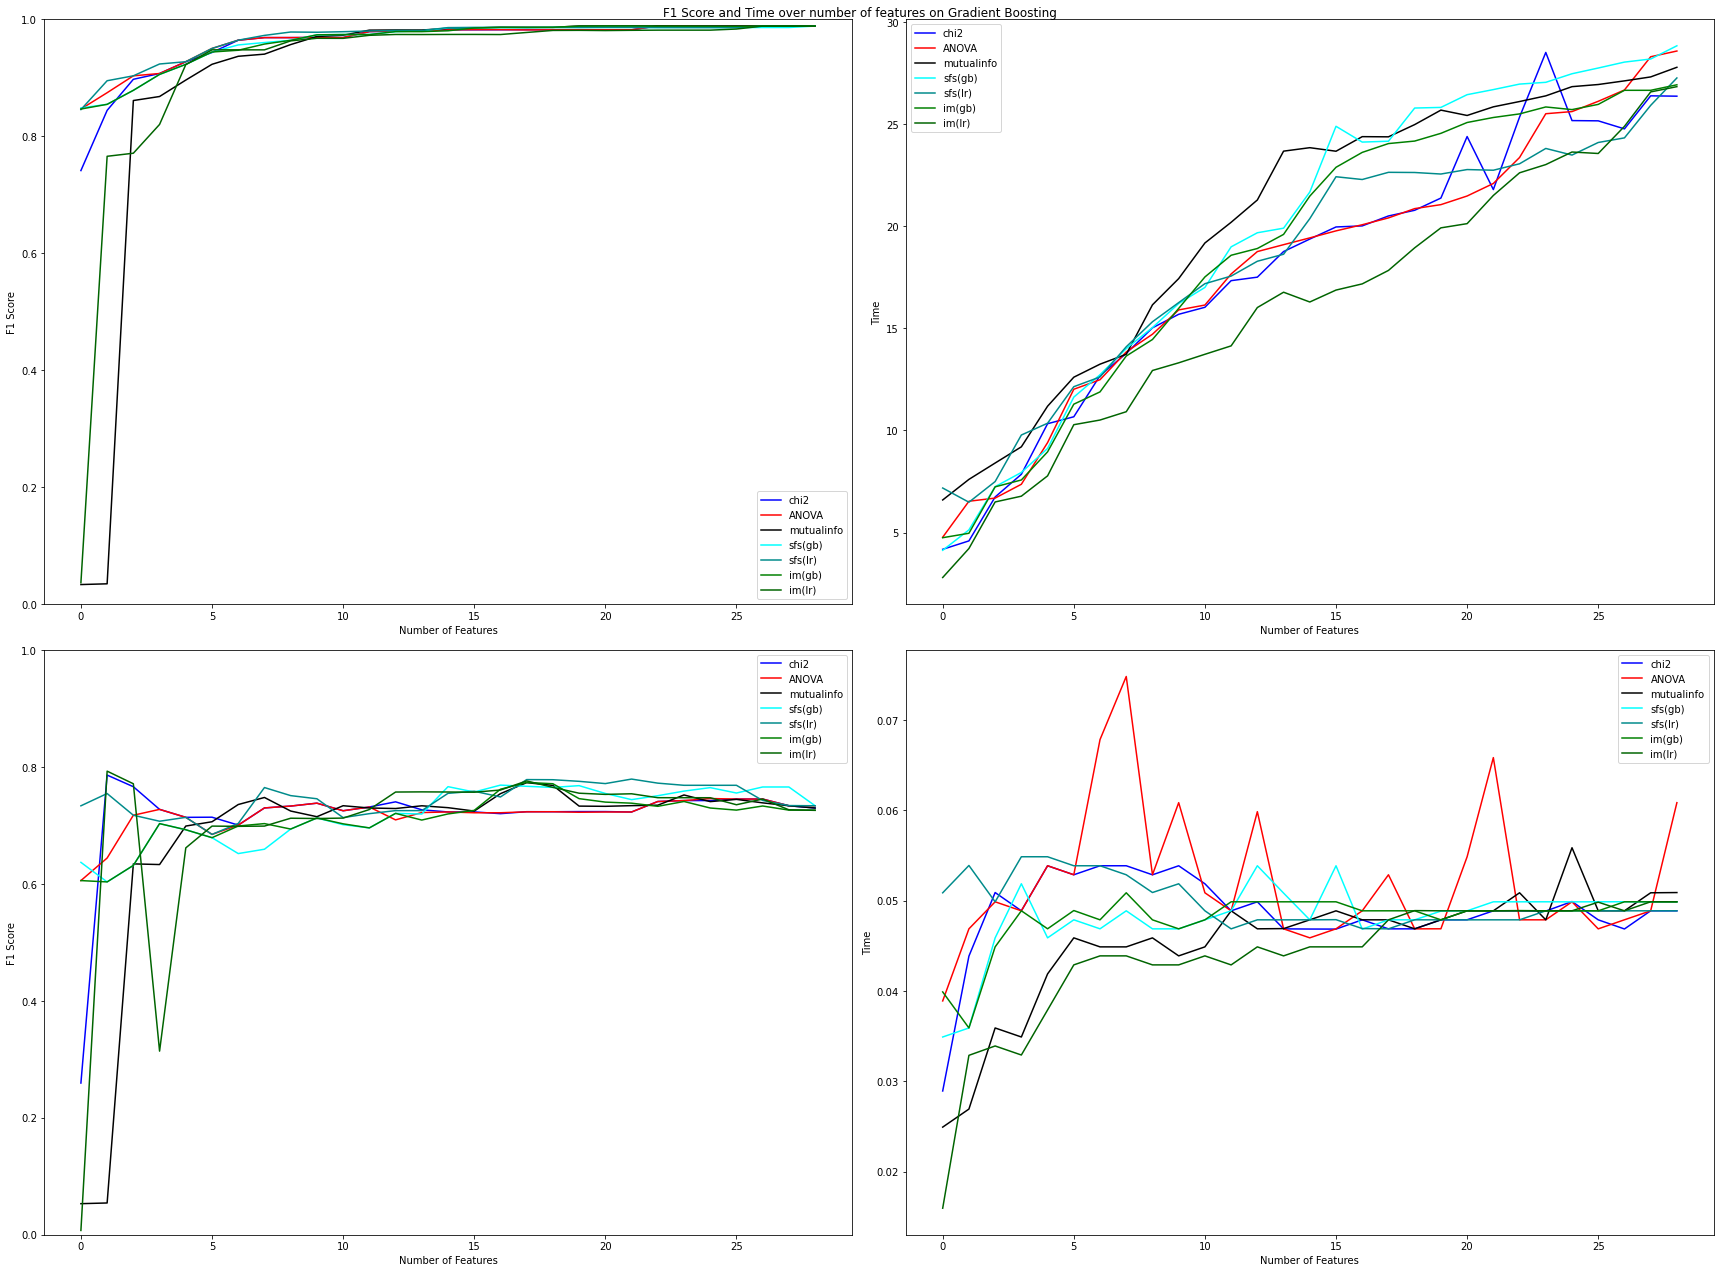 F1 Score and Time over number of features on Gradient Boosting
1.0
0.8
0.6
0.4
0.2
0.0
F1 Score
0
5
10
15
20
25
Number of Features
chi2
ANOVA
mutualinfo
sfs(gb)
sfs(lr)
im(gb)
im(lr)
30
25
20
15
10
5
Time
0
5
10
15
20
25
Number of Features
chi2
ANOVA
mutualinfo
sfs(gb)
sfs(lr)
im(gb)
im(lr)
1.0
0.8
0.6
0.4
0.2
0.0
F1 Score
0
5
10
15
20
25
Number of Features
chi2
ANOVA
mutualinfo
sfs(gb)
sfs(lr)
im(gb)
im(lr)
0.07
0.06
0.05
0.04
0.03
0.02
Time
0
5
10
15
20
25
Number of Features
chi2
ANOVA
mutualinfo
sfs(gb)
sfs(lr)
im(gb)
im(lr)